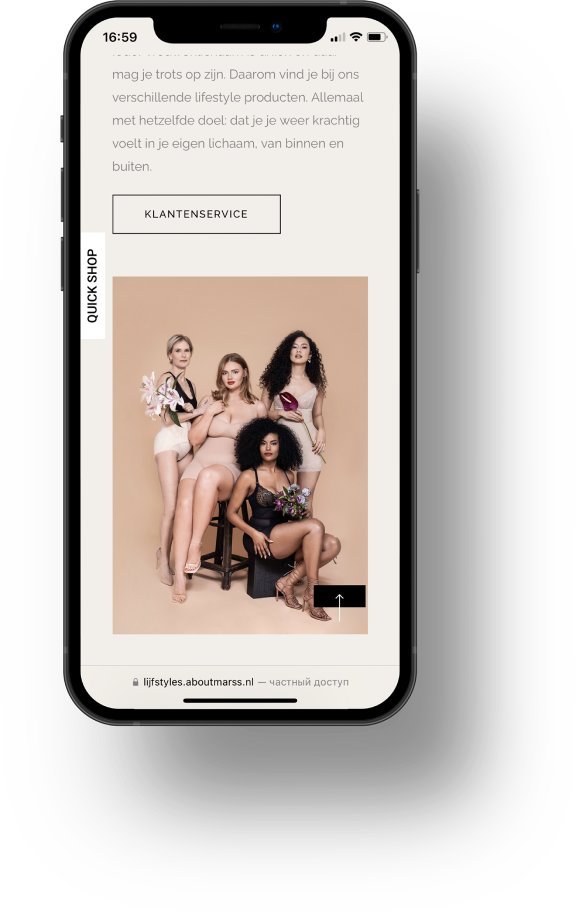 16:59
mag je trots op zijn. Daarom vind je bij ons
verschillende lifestyle producten. Allemaal
met hetzelfde doel: dat je je weer krachtig
voelt in je eigen lichaam, van binnen en
buiten.
KLANTENSERVICE
QUICK SHOP
lijfstyles.aboutmarss.nl — частный доступ